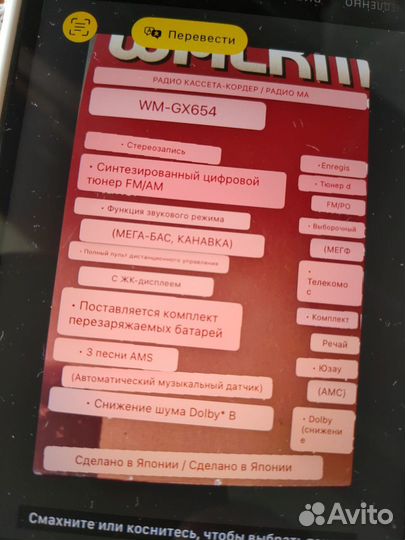 Перевести
РАДИО КАССЕТА-КОРДЕР / РАДИО МА
WM-GX654
• Стереозапись
• Синтезированный цифровой
тюнер FM/AM
• Функция звукового режима
(МЕГА-БАС, КАНАВКА)
• Полный пульт дистанционного управления
С ЖК-дисплеем
• Поставляется комплект
перезаряжаемых батарей
• 3 песни AMS
(Автоматический музыкальный датчик)
• Снижение шума Dolby* B
• Enregis
• Тюнер d
FM/PO
• Выборочный
(МЕГФ
•
Телекомо
с
• Комплект
Речай
• Юзау
(АМС)
• Dolby
(снижени
е
Сделано в Японии / Сделано в Японии
Смахните или коснитесь, чтобы выбрать
Avito